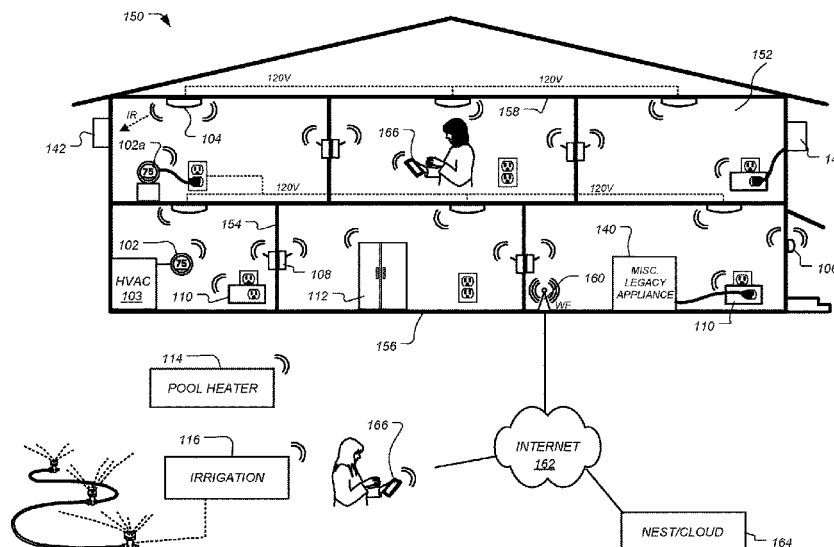 150
120V
120V
152
IR
104
158
166
142
102a
75
14
120V
120V
154
102
75
140
160
106
HVAC
103
110
108
112
MISC.
LEGACY
APPLIANCE
WF
110
156
114
POOL HEATER
116
166
INTERNET
162
IRRIGATION
NEST/CLOUD
164